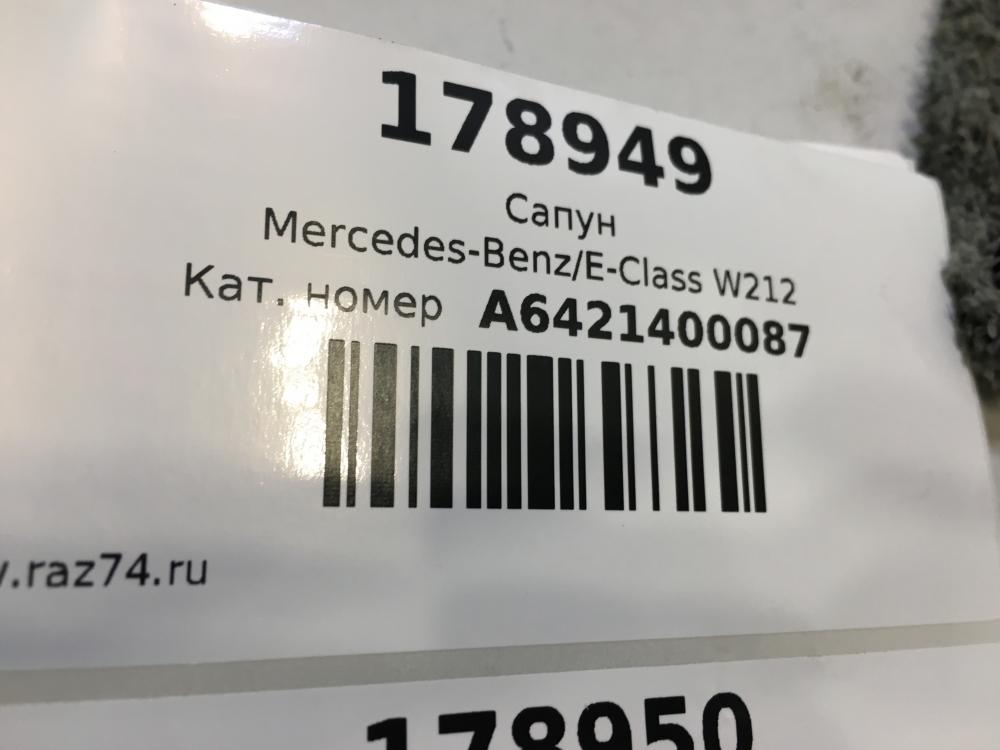 178949
Сапун
Mercedes-Benz/E-Class W212
Кат. номер A6421400087
.raz74.ru
178950